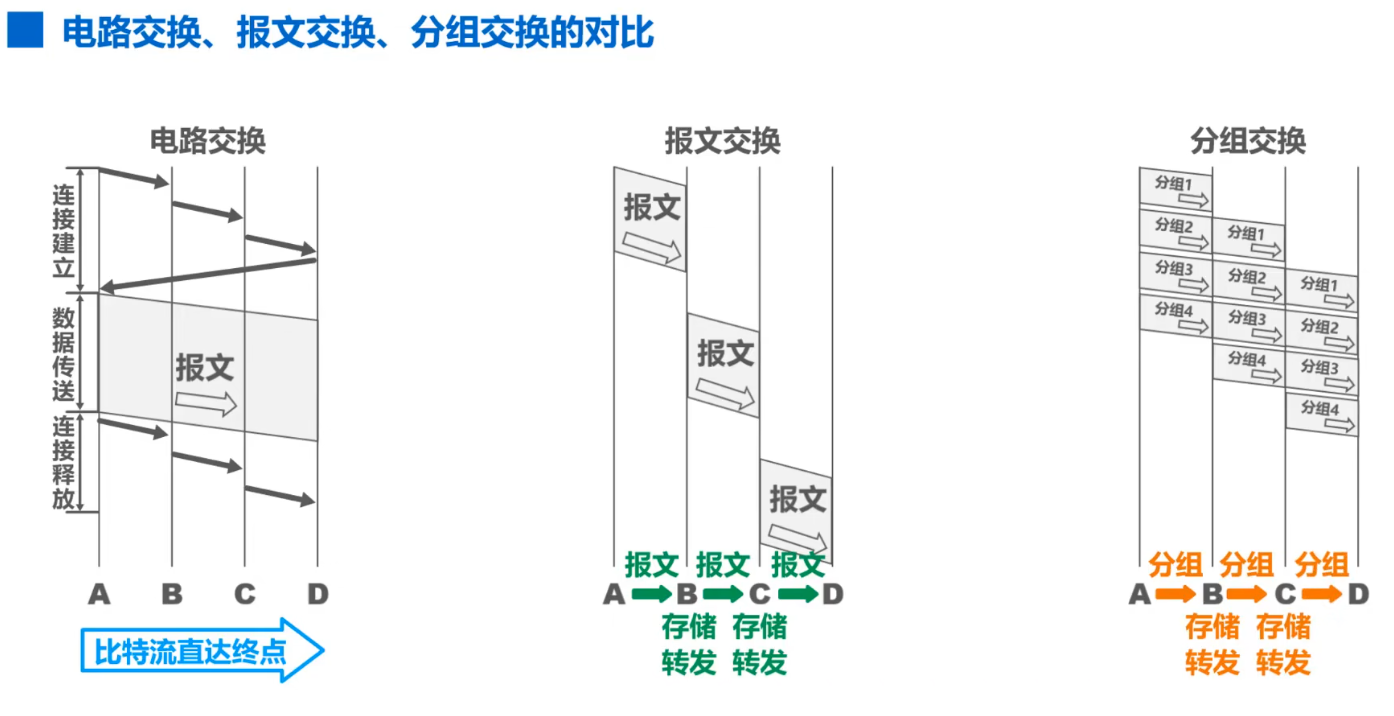 电路交换、报文交换、分组交换的对比
电路交换
连接建立
数据传送
连接释放
报文
A B C D
比特流直达终点
报文交换
报文
报文
报文
报文 报文 报文
A B C D
存储 存储
转发 转发
分组交换
分组1
分组2 分组1
分组3 分组2 分组1
分组4 分组3 分组2
分组4 分组3
分组4
分组 分组 分组
A B C D
存储 存储
转发 转发